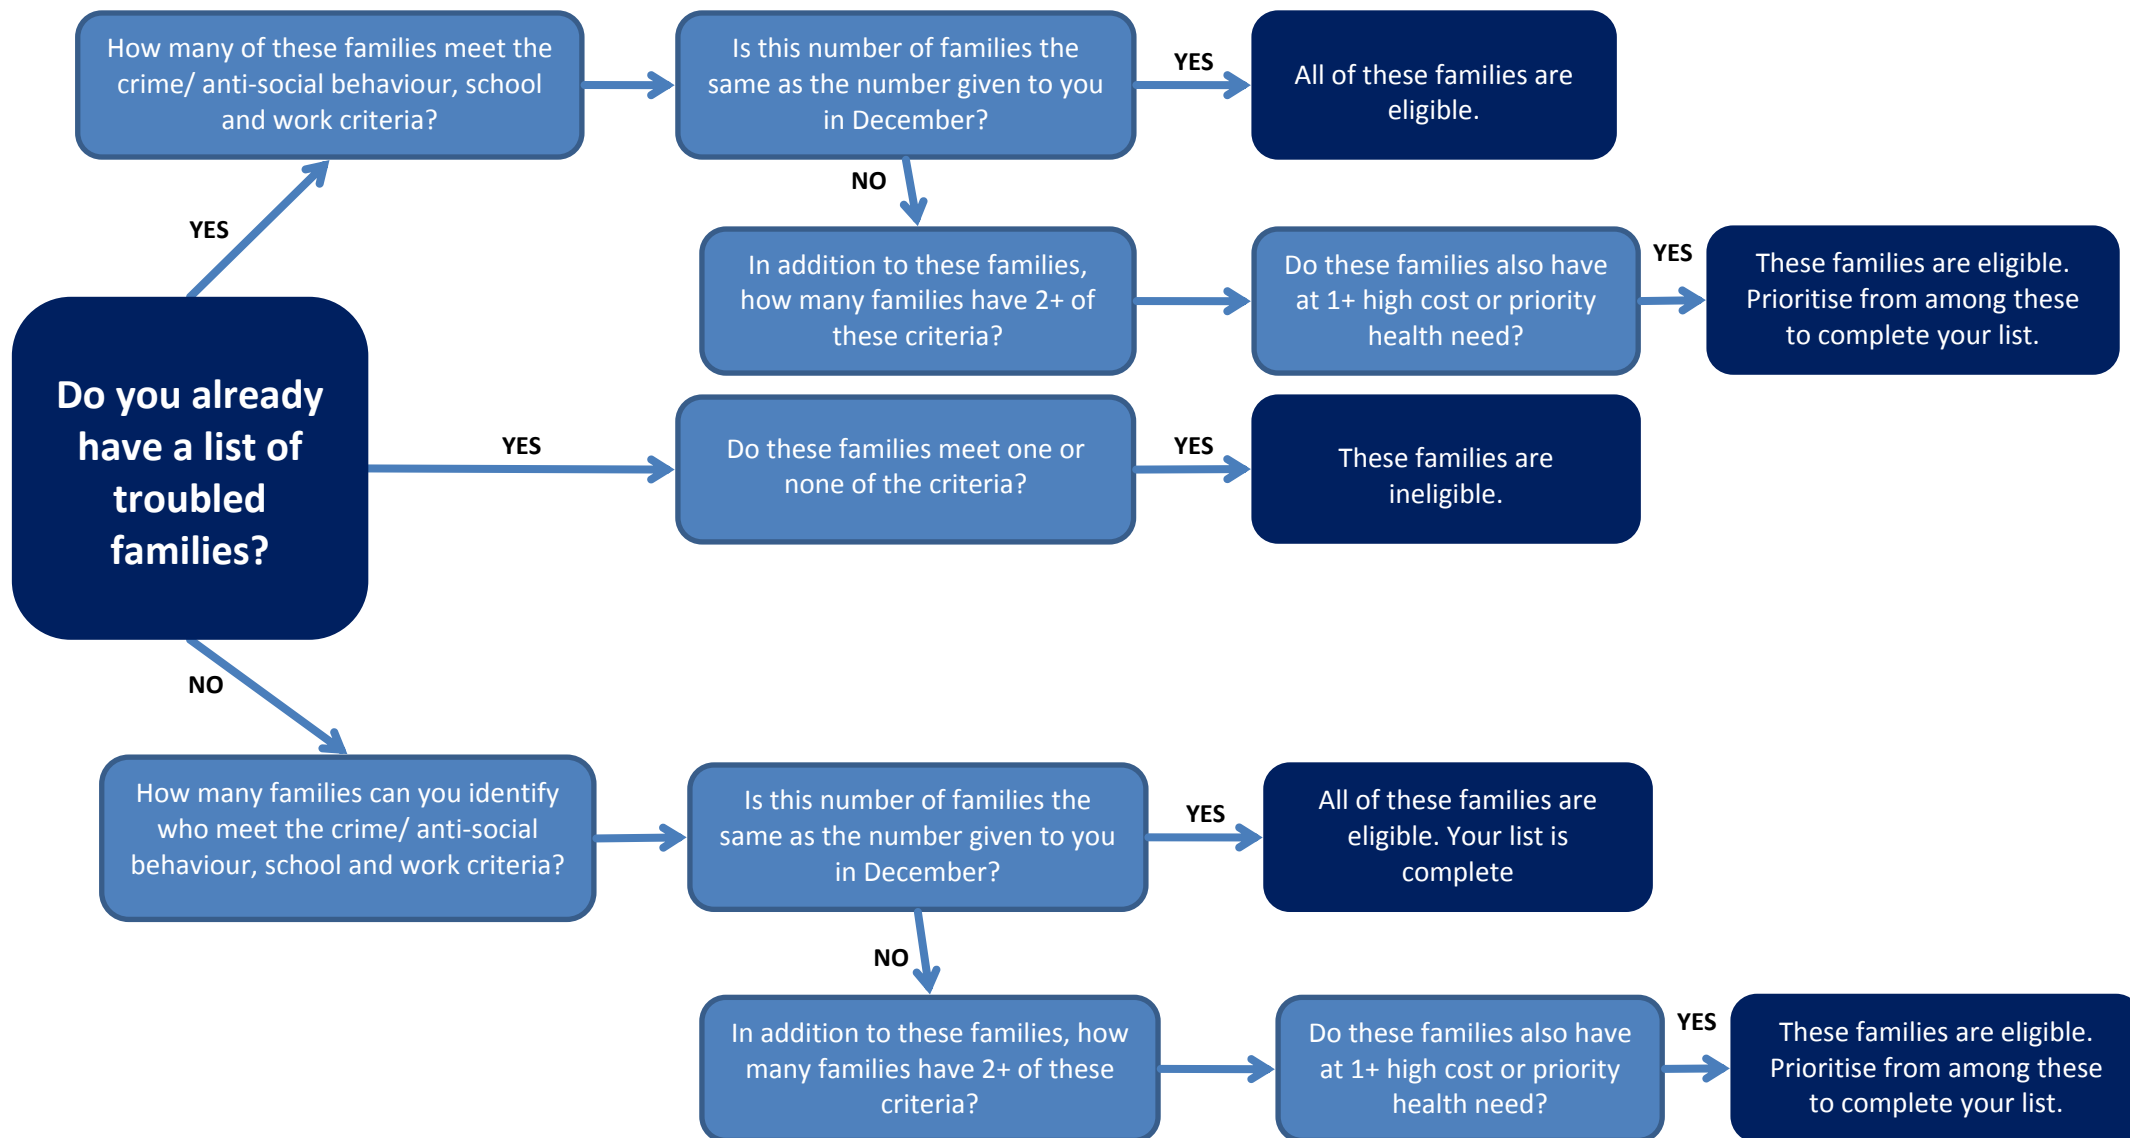 How many of these families meet the
crime/ anti-social behaviour, school
and work criteria?
Is this number of families the
same as the number given to you
in December?
YES
All of these families are
eligible.
NO
YES
In addition to these families,
how many families have 2+ of
these criteria?
Do these families also have
at 1+ high cost or priority
health need?
YES
These families are eligible.
Prioritise from among these
to complete your list.
Do you already
have a list of
troubled
families?
YES
Do these families meet one or
none of the criteria?
YES
These families are
ineligible.
NO
How many families can you identify
who meet the crime/ anti-social
behaviour, school and work criteria?
Is this number of families the
same as the number given to you
in December?
YES
All of these families are
eligible. Your list is
complete
NO
In addition to these families, how
many families have 2+ of these
criteria?
Do these families also have
at 1+ high cost or priority
health need?
YES
These families are eligible.
Prioritise from among these
to complete your list.